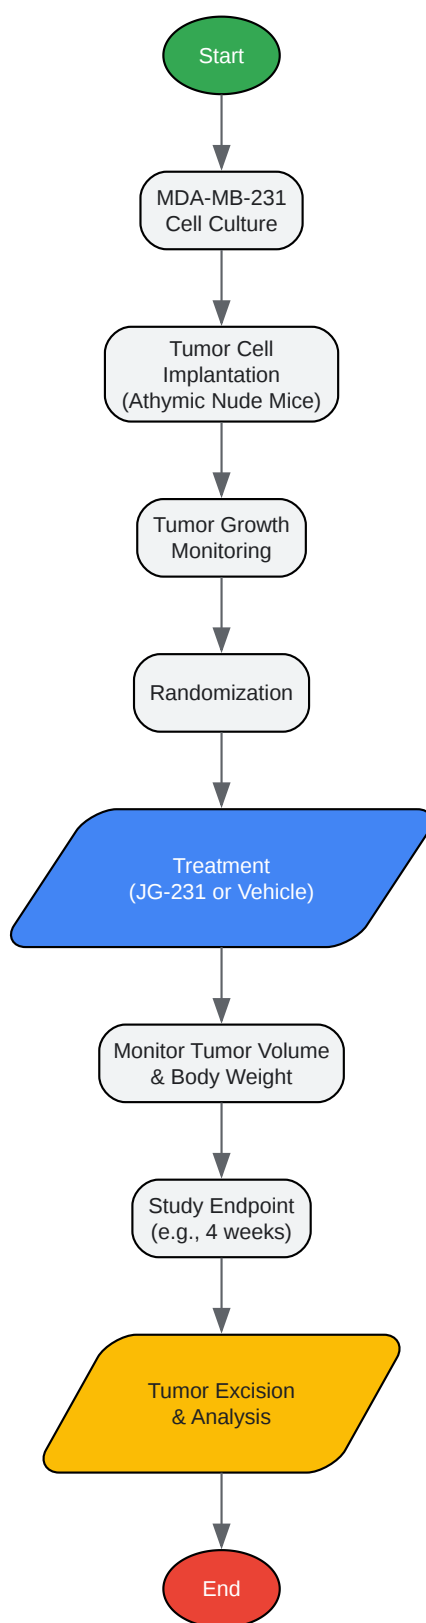 Start
MDA-MB-231
Cell Culture
Tumor Cell
Implantation
(Athymic Nude Mice)
Tumor Growth
Monitoring
Randomization
Treatment
(JG-231 or Vehicle)
Monitor Tumor Volume
& Body Weight
Study Endpoint
(e.g., 4 weeks)
Tumor Excision
& Analysis
End